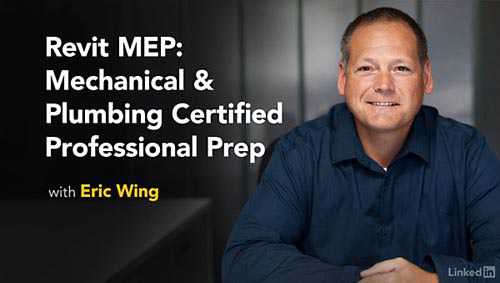 Revit MEP:
Mechanical &
Plumbing Certified
Professional Prep
with Eric Wing
Linked in